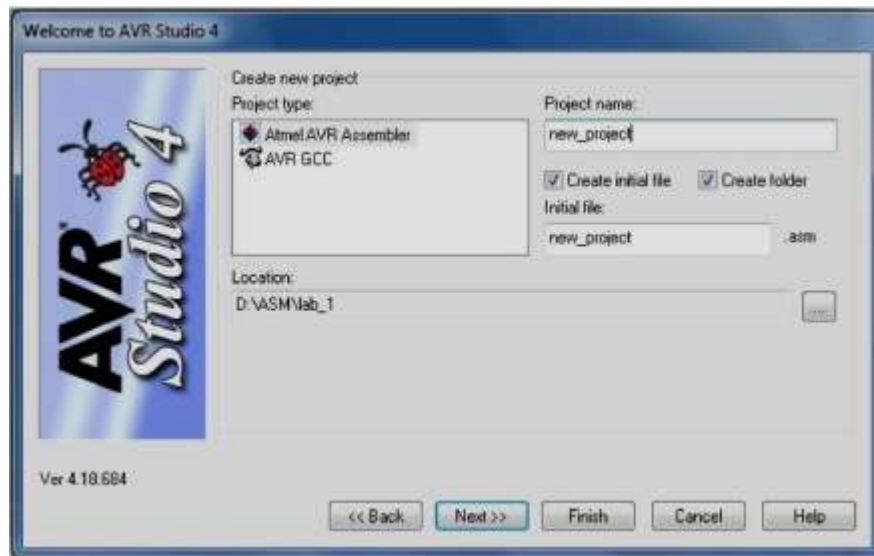 Welcome to AVR Studio 4
Create new project
Project type:
Atmel AVR Assembler
AVR GCC
Project name:
new_project
Create initial file
Create folder
Initial file:
new_project
.asm
Location:
D:\ASM\lab_1
...
AVR
Studio 4
Ver 4.18.684
<< Back
Next >>
Finish
Cancel
Help